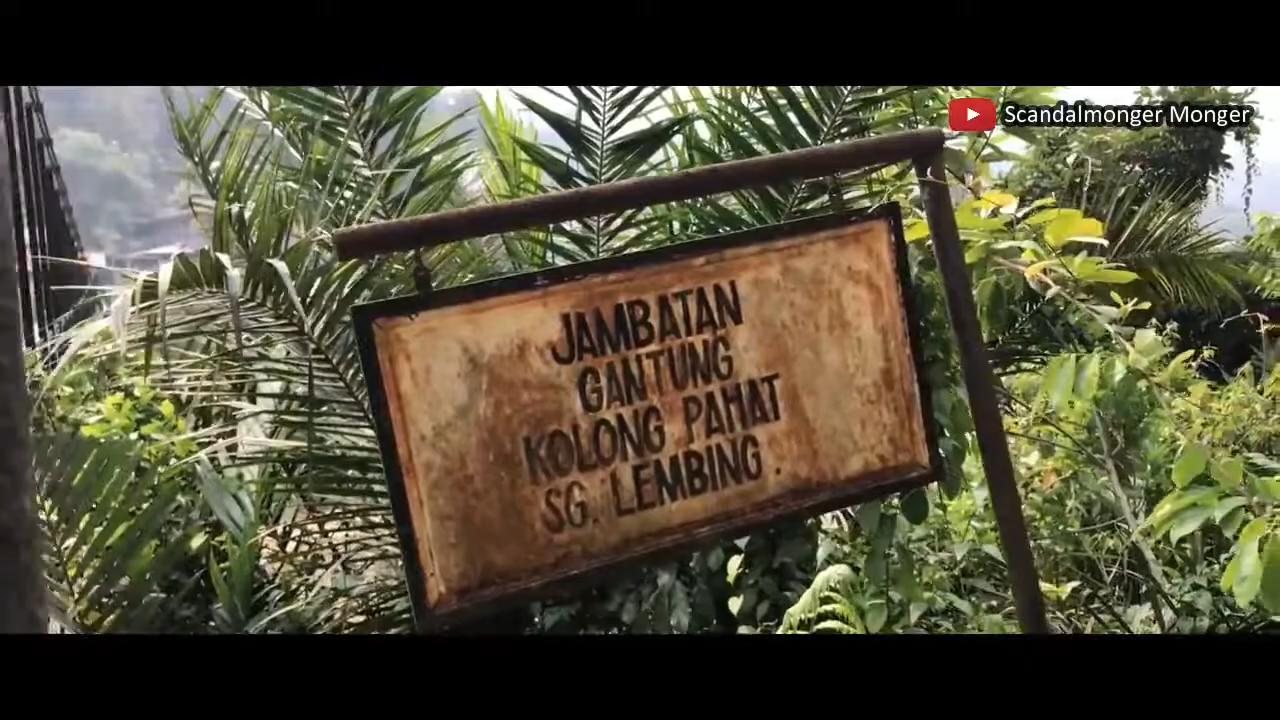 Scandalmonger Monger
JAMBATAN
GANTUNG
KOLONG PAHAT
SG. LEMBING.